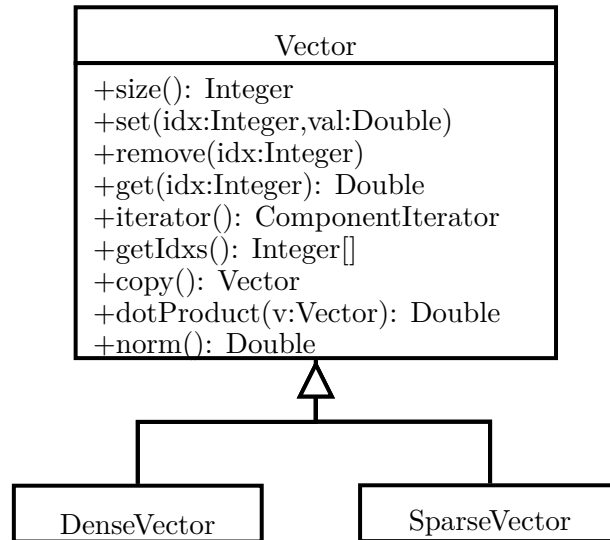 Vector
+size(): Integer
+set(idx:Integer,val:Double)
+remove(idx:Integer)
+get(idx:Integer): Double
+iterator(): ComponentIterator
+getIdxs(): Integer[]
+copy(): Vector
+dotProduct(v:Vector): Double
+norm(): Double
DenseVector
SparseVector